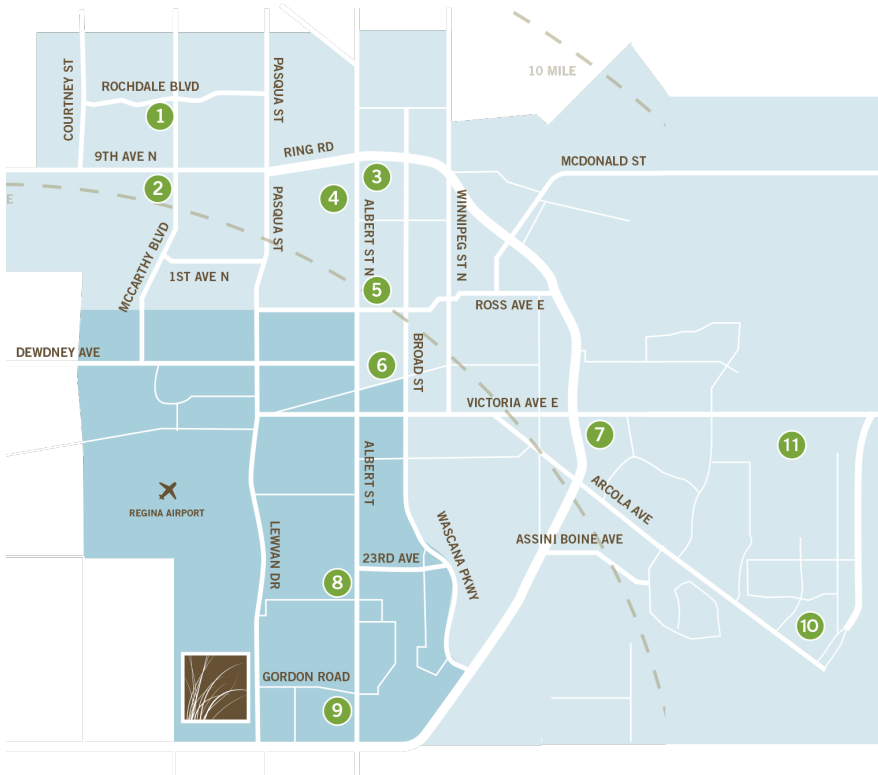 10 MILE
COURTNEY ST
ROCHDALE BLVD
PASQUA ST
1
9TH AVE N
RING RD
MCDONALD ST
2
3
4
E
PASQUA ST
ALBERT ST N
WINNIPEG ST N
MCCARTHY BLVD
1ST AVE N
5
ROSS AVE E
DEWDNEY AVE
6
BROAD ST
VICTORIA AVE E
7
11
ALBERT ST
REGINA AIRPORT
ARCOLA AVE
LEWVAN DR
WASCANA PKWY
ASSINI BOINE AVE
23RD AVE
8
10
GORDON ROAD
9